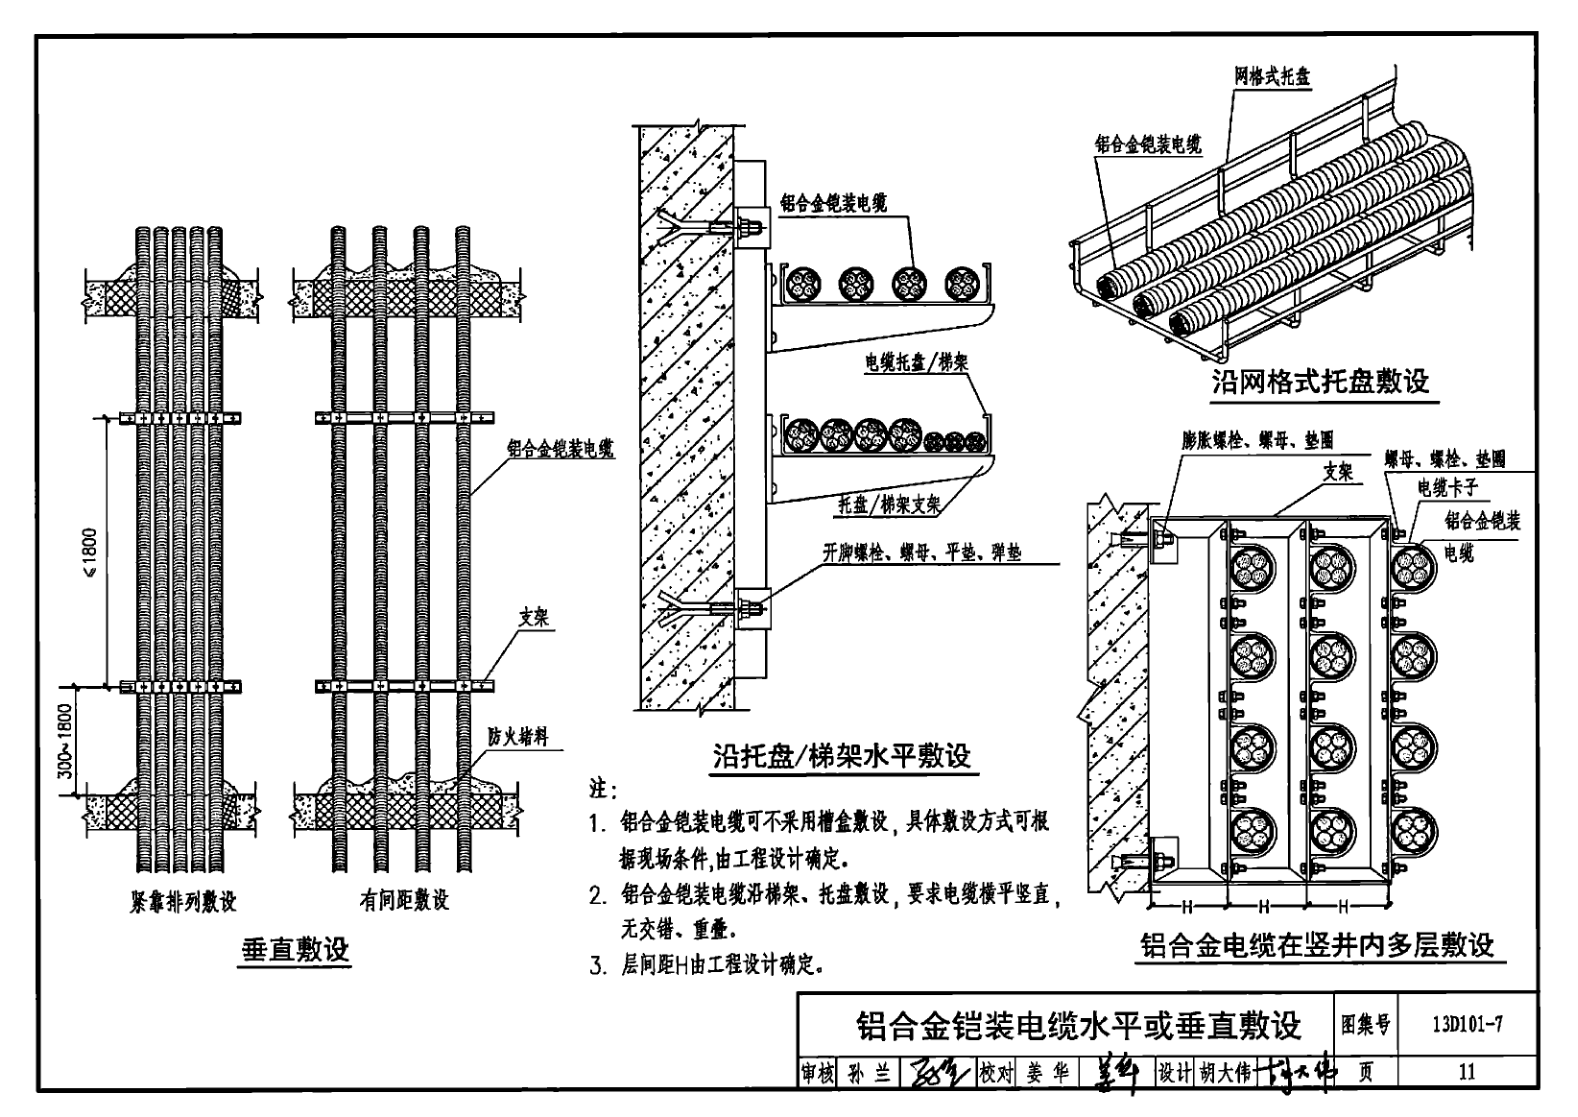 网格式托盘
铝合金铠装电缆
沿网格式托盘敷设
铝合金铠装电缆
电缆托盘/梯架
托盘/梯架支架
开脚螺栓、螺母、平垫、弹垫
沿托盘/梯架水平敷设
铝合金铠装电缆
支架
防火堵料
≤1800
300~1800
紧靠排列敷设
有间距敷设
垂直敷设
膨胀螺栓、螺母、垫圈
支架
螺母、螺栓、垫圈
电缆卡子
铝合金铠装
电缆
H
H
H
铝合金电缆在竖井内多层敷设
注:
1. 铝合金铠装电缆可不采用槽盒敷设,具体敷设方式可根
据现场条件,由工程设计确定。
2. 铝合金铠装电缆沿梯架、托盘敷设,要求电缆横平竖直,
无交错、重叠。
3. 层间距H由工程设计确定。
铝合金铠装电缆水平或垂直敷设 图集号 13D101-7
审核 孙兰 校对 姜华 姜华 设计 胡大伟 胡大伟 页 11